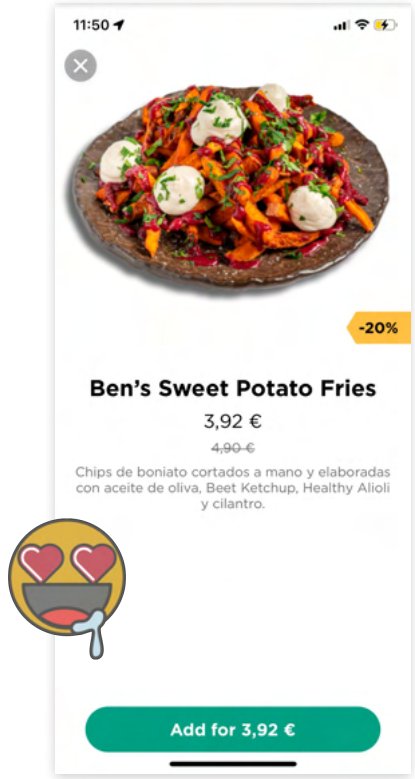 11:50
-20%
Ben's Sweet Potato Fries
3,92 €
4,90 €
Chips de boniato cortados a mano y elaboradas
con aceite de oliva, Beet Ketchup, Healthy Alioli
y cilantro.
Add for 3,92 €